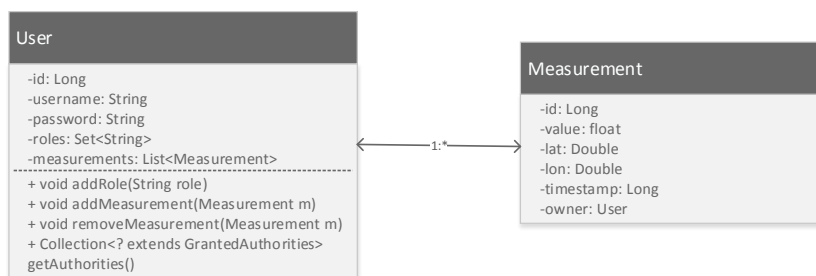 User
-id: Long
-username: String
-password: String
-roles: Set<String>
-measurements: List<Measurement>
+ void addRole(String role)
+ void addMeasurement(Measurement m)
+ void removeMeasurement(Measurement m)
+ Collection<? extends GrantedAuthorities>
getAuthorities()
1:*
Measurement
-id: Long
-value: float
-lat: Double
-lon: Double
-timestamp: Long
-owner: User